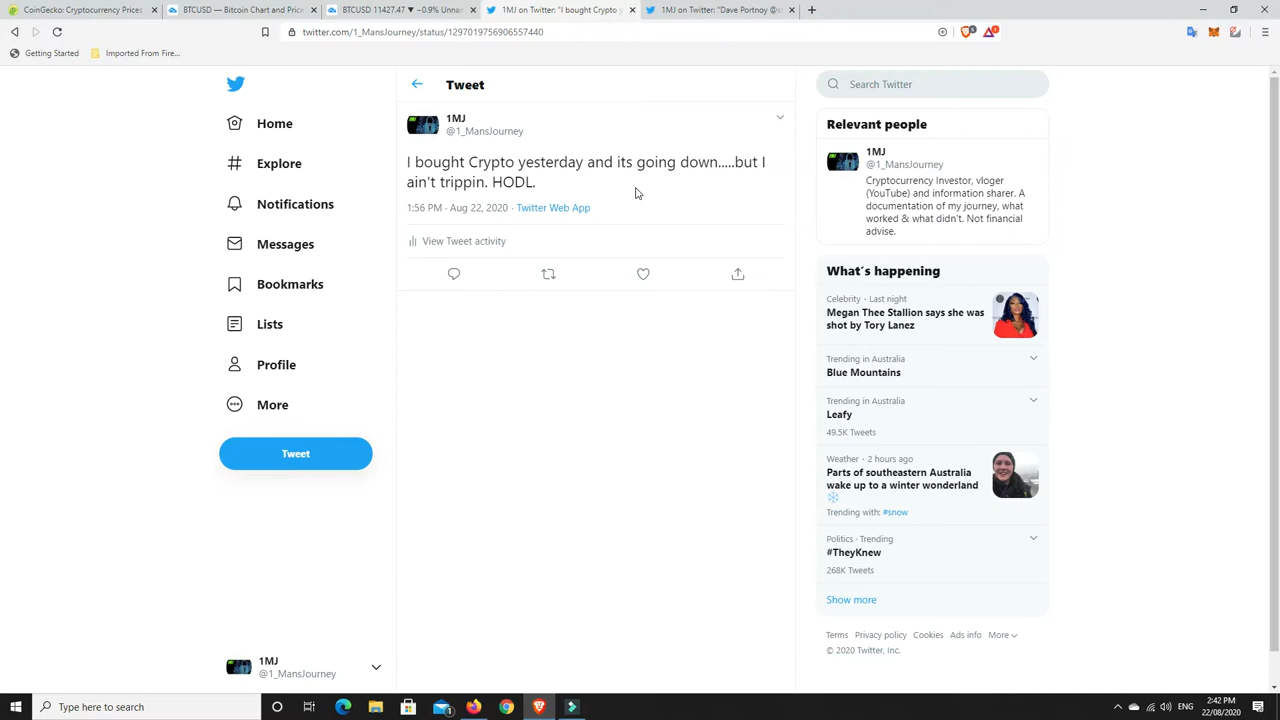 CoinGecko: Cryptocurrency Prices
BTCUSD — Bitcoin Chart and Price
BTCUSD 11427.47 ▼ −0.9% Unna
1MJ on Twitter: "I bought Crypto y
1MJ on Twitter: "Dave Portnoy @s
twitter.com/1_MansJourney/status/1297019756906557440
Getting Started
Imported From Fire...
Home
Explore
Notifications
Messages
Bookmarks
Lists
Profile
More
Tweet
1MJ
@1_MansJourney
Tweet
1MJ
@1_MansJourney
I bought Crypto yesterday and its going down.....but I
ain't trippin. HODL.
1:56 PM · Aug 22, 2020 · Twitter Web App
View Tweet activity
Search Twitter
Relevant people
1MJ
@1_MansJourney
Cryptocurrency Investor, vloger
(YouTube) and information sharer. A
documentation of my journey, what
worked & what didn't. Not financial
advise.
What's happening
Celebrity · Last night
Megan Thee Stallion says she was
shot by Tory Lanez
Trending in Australia
Blue Mountains
Trending in Australia
Leafy
49.5K Tweets
Weather · 2 hours ago
Parts of southeastern Australia
wake up to a winter wonderland
Trending with: #snow
Politics · Trending
#TheyKnew
268K Tweets
Show more
Terms Privacy policy Cookies Ads info More
© 2020 Twitter, Inc.
Type here to search
ENG
2:42 PM
22/08/2020